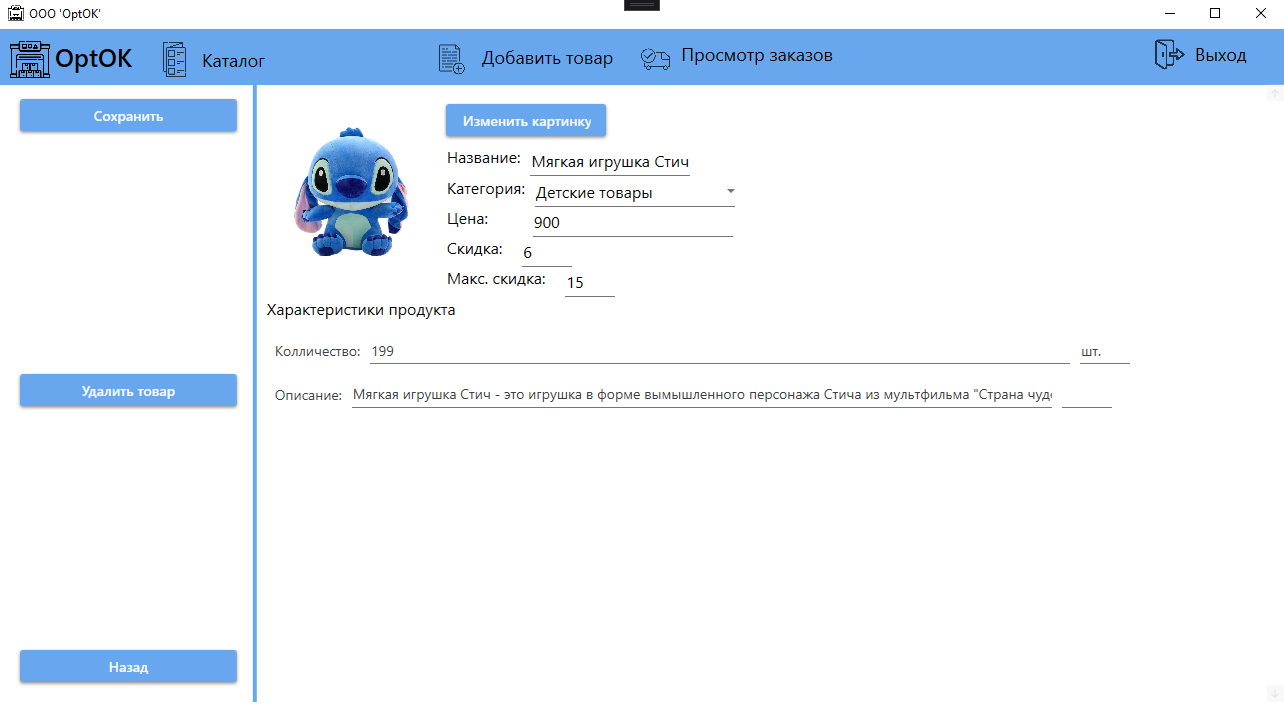 ООО 'OptOK'
OptOK
Каталог
Добавить товар
Просмотр заказов
Выход
Сохранить
Удалить товар
Назад
Изменить картинку
Название: Мягкая игрушка Стич
Категория: Детские товары
Цена: 900
Скидка: 6
Макс. скидка: 15
Характеристики продукта
Колличество: 199 шт.
Описание: Мягкая игрушка Стич - это игрушка в форме вымышленного персонажа Стича из мультфильма "Страна